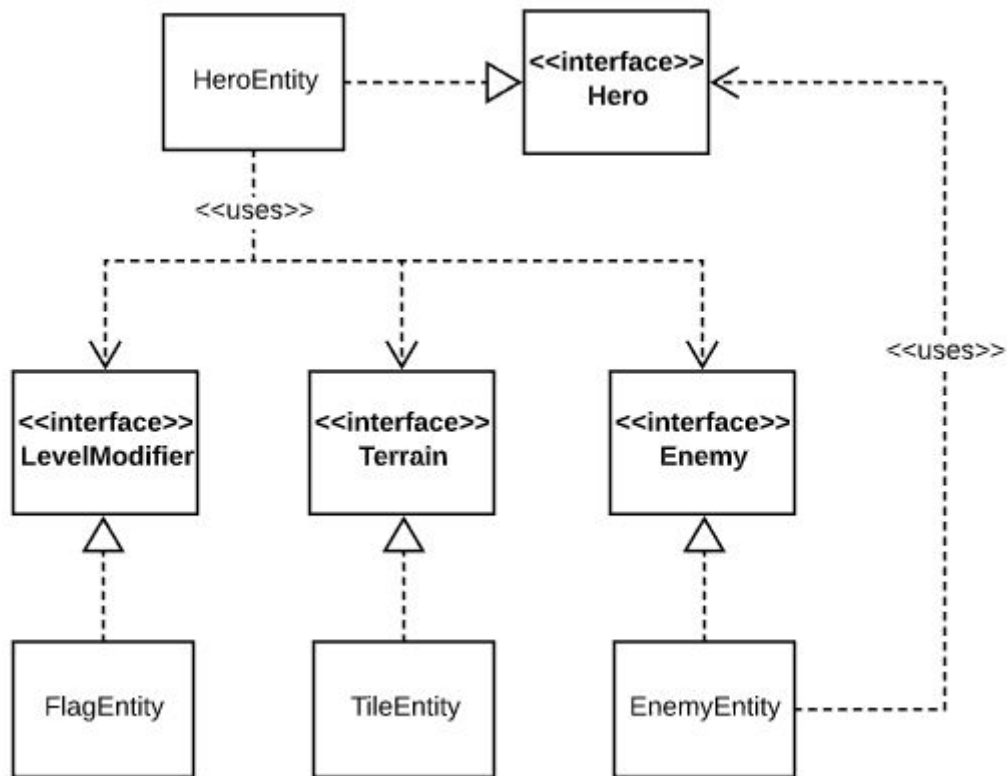 HeroEntity
<<interface>>
Hero
<<uses>>
<<uses>>
<<interface>>
LevelModifier
<<interface>>
Terrain
<<interface>>
Enemy
FlagEntity
TileEntity
EnemyEntity